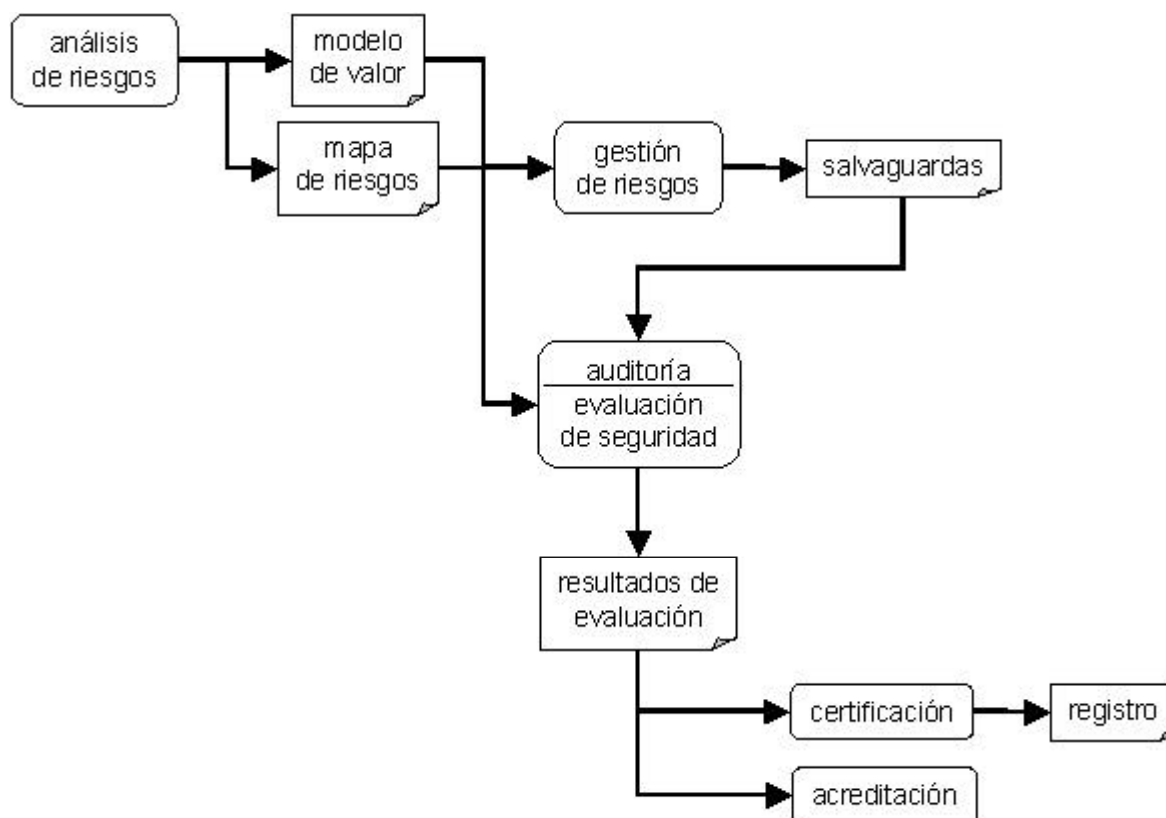 análisis
de riesgos
modelo
de valor
mapa
de riesgos
gestión
de riesgos
salvaguardas
auditoría
evaluación
de seguridad
resultados de
evaluación
certificación
registro
acreditación